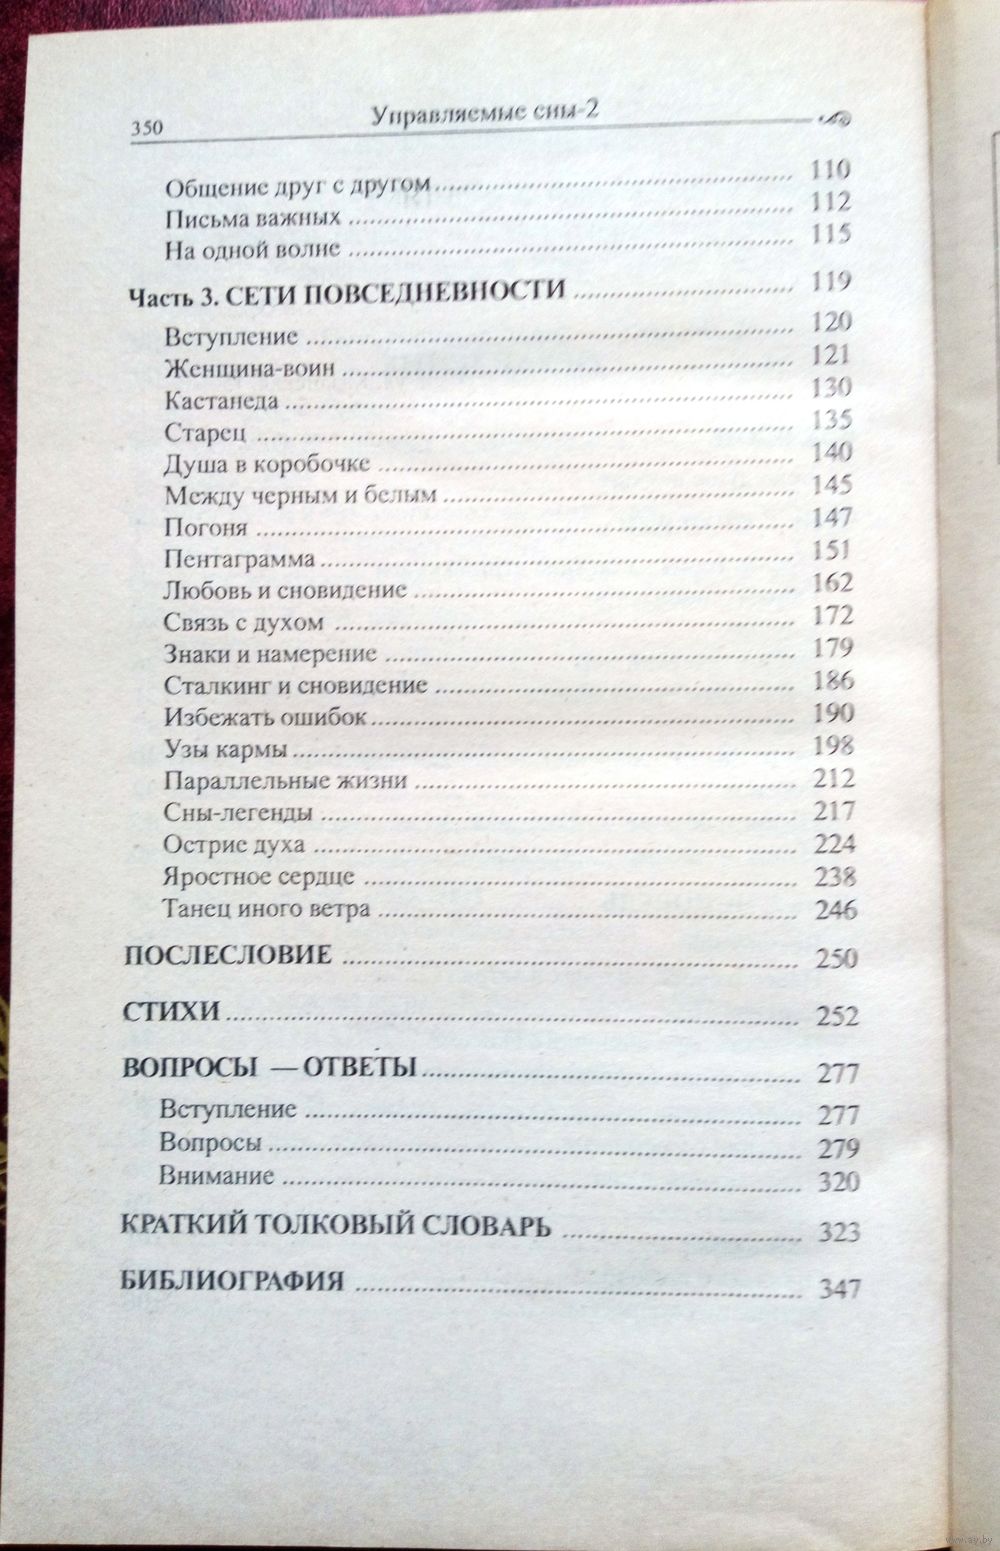 350 Управляемые сны-2
Общение друг с другом 110
Письма важных 112
На одной волне 115
Часть 3. СЕТИ ПОВСЕДНЕВНОСТИ 119
Вступление 120
Женщина-воин 121
Кастанеда 130
Старец 135
Душа в коробочке 140
Между черным и белым 145
Погоня 147
Пентаграмма 151
Любовь и сновидение 162
Связь с духом 172
Знаки и намерение 179
Сталкинг и сновидение 186
Избежать ошибок 190
Узы кармы 198
Параллельные жизни 212
Сны-легенды 217
Острие духа 224
Яростное сердце 238
Танец иного ветра 246
ПОСЛЕСЛОВИЕ 250
СТИХИ 252
ВОПРОСЫ — ОТВЕТЫ 277
Вступление 277
Вопросы 279
Внимание 320
КРАТКИЙ ТОЛКОВЫЙ СЛОВАРЬ 323
БИБЛИОГРАФИЯ 347
www.ay.by